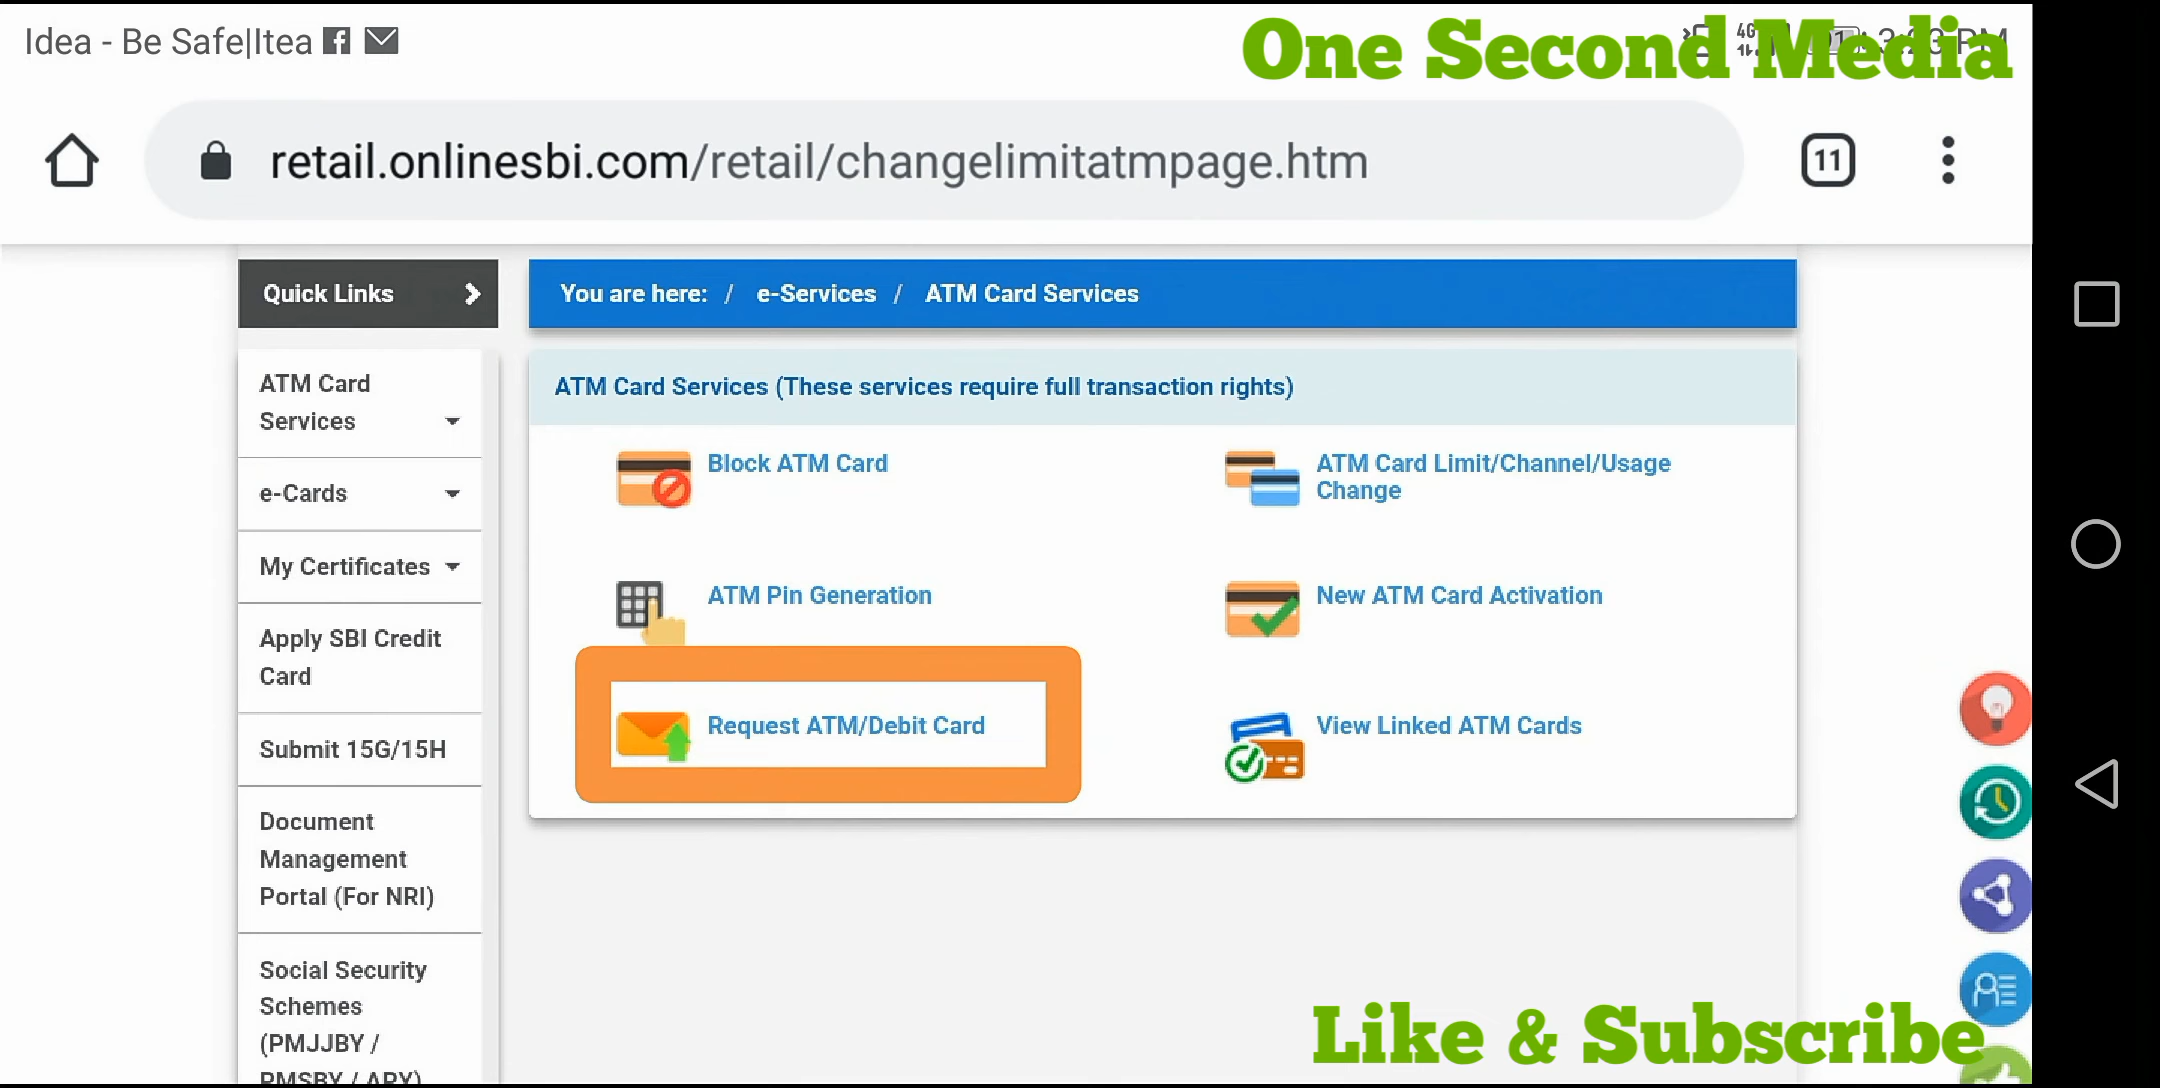 Idea - Be Safe|Itea
One Second Media
retail.onlinesbi.com/retail/changelimitatmpage.htm
11
Quick Links
You are here: / e-Services / ATM Card Services
ATM Card
Services
e-Cards
My Certificates
Apply SBI Credit
Card
Submit 15G/15H
Document
Management
Portal (For NRI)
Social Security
Schemes
(PMJJBY /
PMSBY / APY)
ATM Card Services (These services require full transaction rights)
Block ATM Card
ATM Card Limit/Channel/Usage
Change
ATM Pin Generation
New ATM Card Activation
Request ATM/Debit Card
View Linked ATM Cards
Like & Subscribe